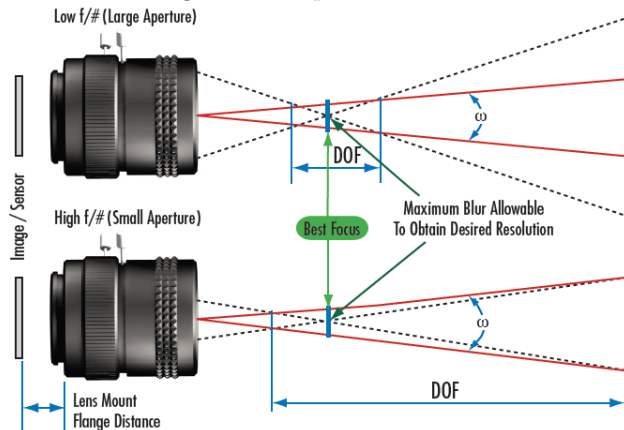 Low f/# (Large Aperture)
ω
DOF
Image / Sensor
Maximum Blur Allowable
To Obtain Desired Resolution
High f/# (Small Aperture)
Best Focus
ω
DOF
Lens Mount
Flange Distance